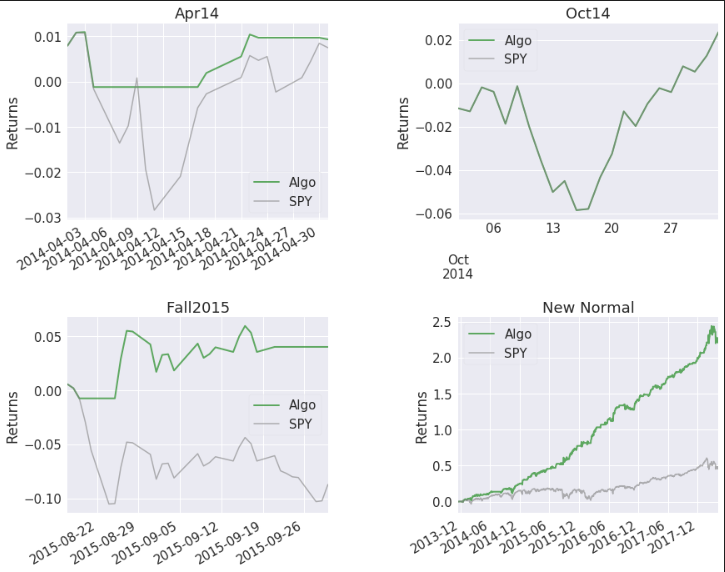 Apr14
0.01
0.00
−0.01
−0.02
−0.03
Returns
Algo
SPY
2014-04-03
2014-04-06
2014-04-09
2014-04-12
2014-04-15
2014-04-18
2014-04-21
2014-04-24
2014-04-27
2014-04-30
Oct14
Algo
SPY
0.02
0.00
−0.02
−0.04
−0.06
Returns
06
13
20
27
Oct
2014
Fall2015
0.05
0.00
−0.05
−0.10
Returns
Algo
SPY
2015-08-22
2015-08-29
2015-09-05
2015-09-12
2015-09-19
2015-09-26
New Normal
Algo
SPY
2.5
2.0
1.5
1.0
0.5
0.0
Returns
2013-12
2014-06
2014-12
2015-06
2015-12
2016-06
2016-12
2017-06
2017-12